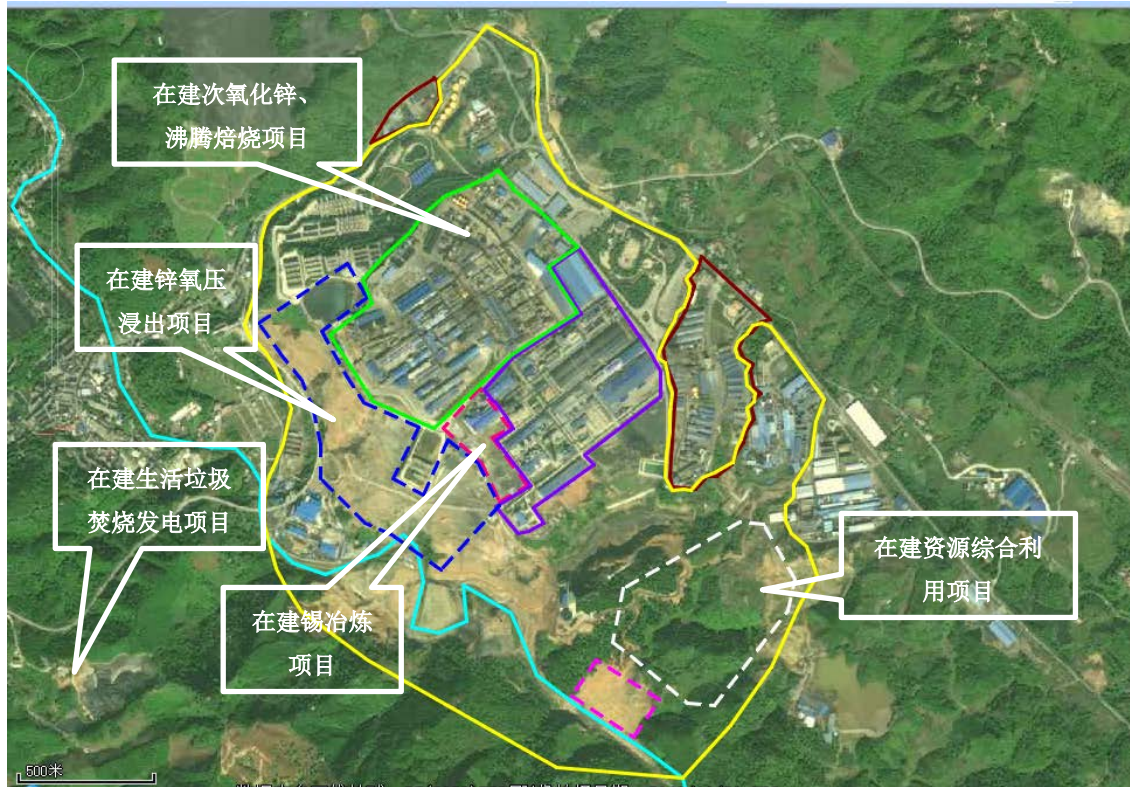 在建次氧化锌、
沸腾焙烧项目
在建锌氧压
浸出项目
在建生活垃圾
焚烧发电项目
在建锡冶炼
项目
在建资源综合利
用项目
500米